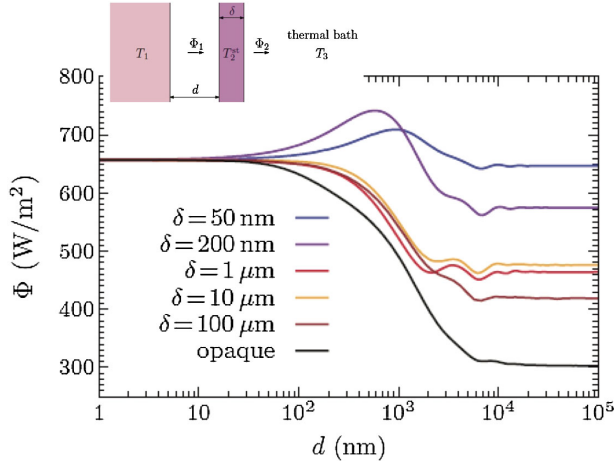 δ
thermal bath
T₁ Φ₁ T₂ˢᵗ Φ₂ T₃
d
800
700
600
500
400
300
Φ (W/m²)
δ = 50 nm
δ = 200 nm
δ = 1 μm
δ = 10 μm
δ = 100 μm
opaque
1 10 10² 10³ 10⁴ 10⁵
d (nm)